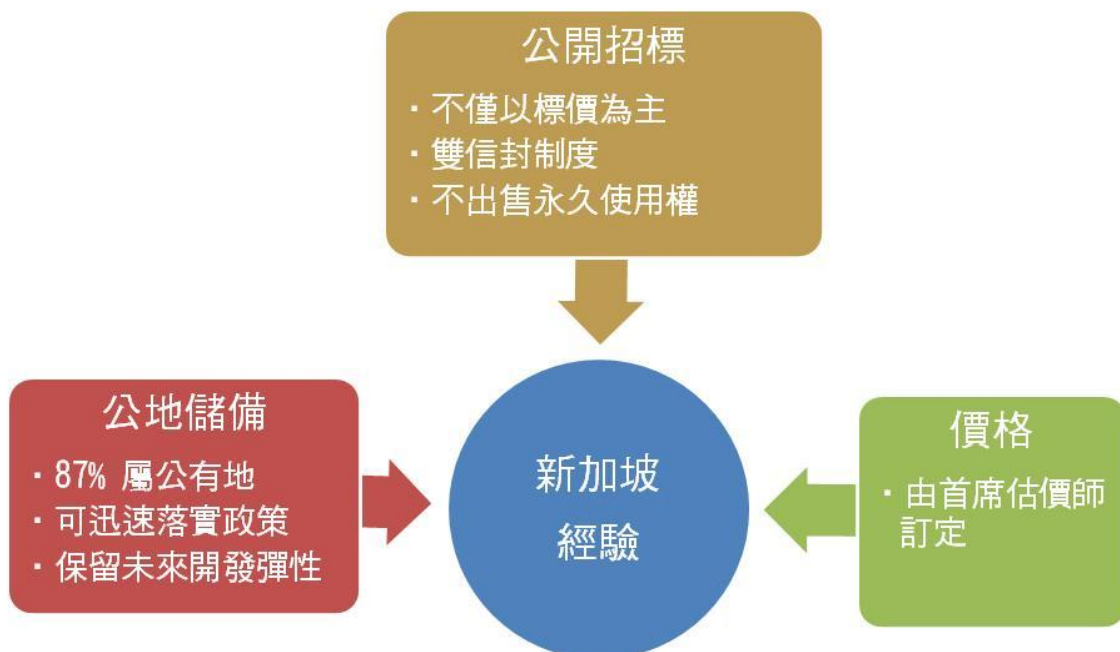 公開招標
·不僅以標價為主
·雙信封制度
·不出售永久使用權
公地儲備
·87% 屬公有地
·可迅速落實政策
·保留未來開發彈性
新加坡
經驗
價格
·由首席估價師
訂定